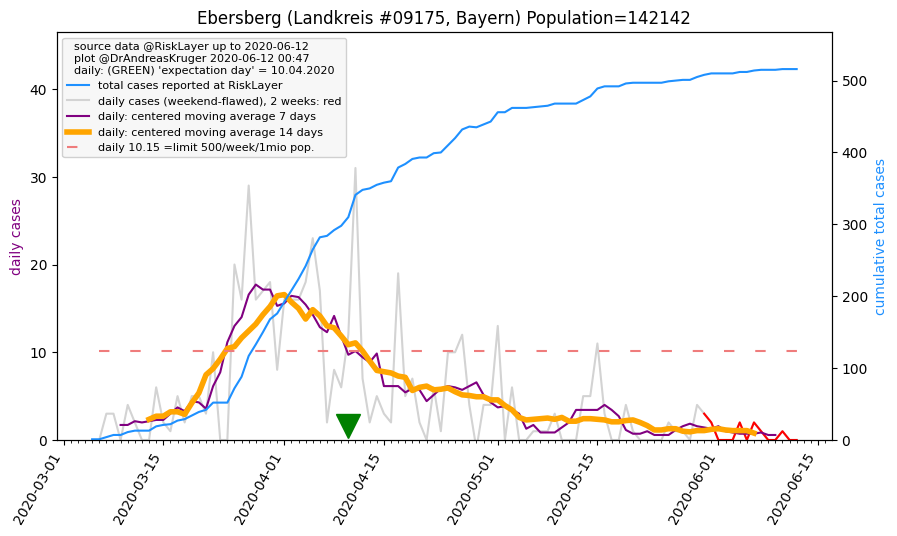 Ebersberg (Landkreis #09175, Bayern) Population=142142
source data @RiskLayer up to 2020-06-12
plot @DrAndreasKruger 2020-06-12 00:47
daily: (GREEN) 'expectation day' = 10.04.2020
total cases reported at RiskLayer
daily cases (weekend-flawed), 2 weeks: red
daily: centered moving average 7 days
daily: centered moving average 14 days
daily 10.15 =limit 500/week/1mio pop.
daily cases
40
30
20
10
0
cumulative total cases
500
400
300
200
100
0
2020-03-01
2020-03-15
2020-04-01
2020-04-15
2020-05-01
2020-05-15
2020-06-01
2020-06-15